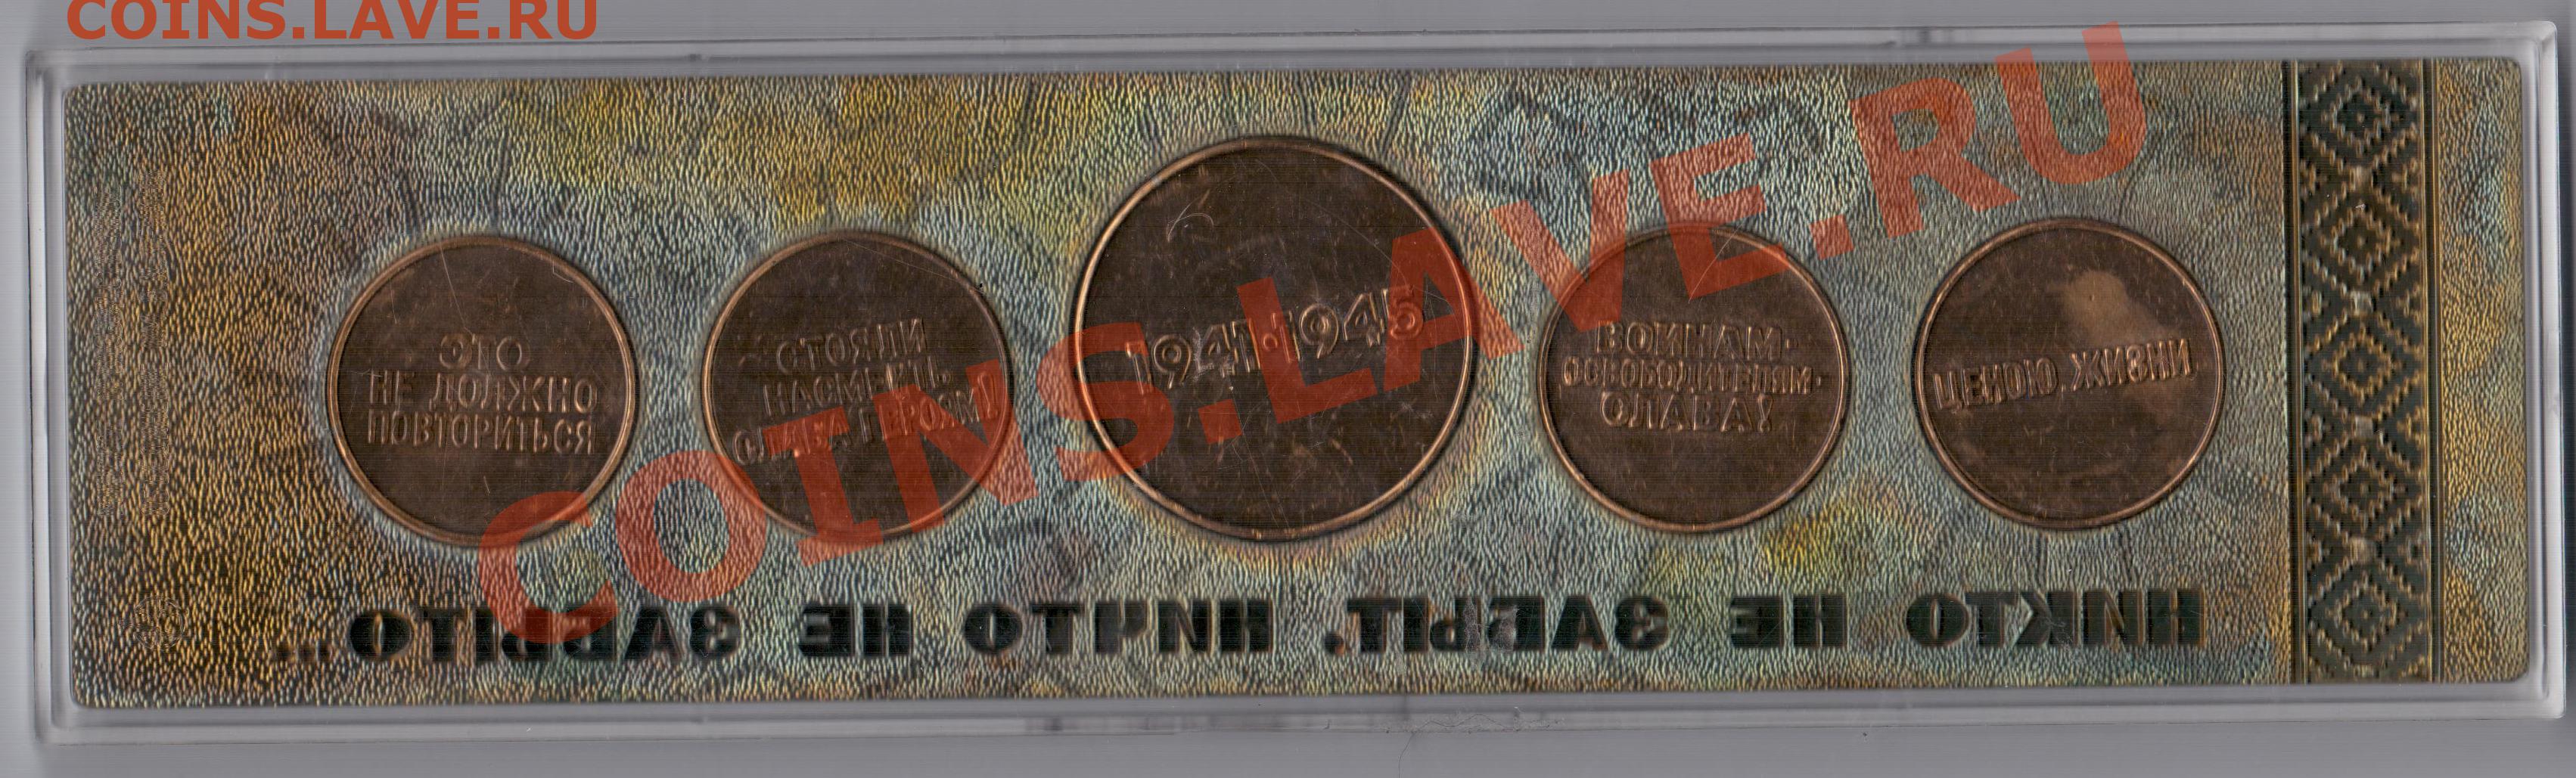 COINS.LAVE.RU
ЭТО
НЕ ДОЛЖНО
ПОВТОРИТЬСЯ
СТОЯЛИ
НАСМЕРТЬ
СЛАВА ГЕРОЯМ!
1941·1945
ВОИНАМ-
ОСВОБОДИТЕЛЯМ-
СЛАВА!
ЦЕНОЮ ЖИЗНИ
COINS.LAVE.RU
НИКТО НЕ ЗАБЫТ. НИЧТО НЕ ЗАБЫТО...